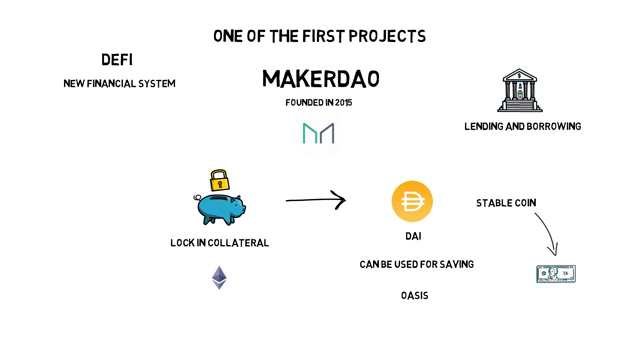 ONE OF THE FIRST PROJECTS
DEFI
NEW FINANCIAL SYSTEM
MAKERDAO
FOUNDED IN 2015
LENDING AND BORROWING
LOCK IN COLLATERAL
DAI
CAN BE USED FOR SAVING
OASIS
STABLE COIN